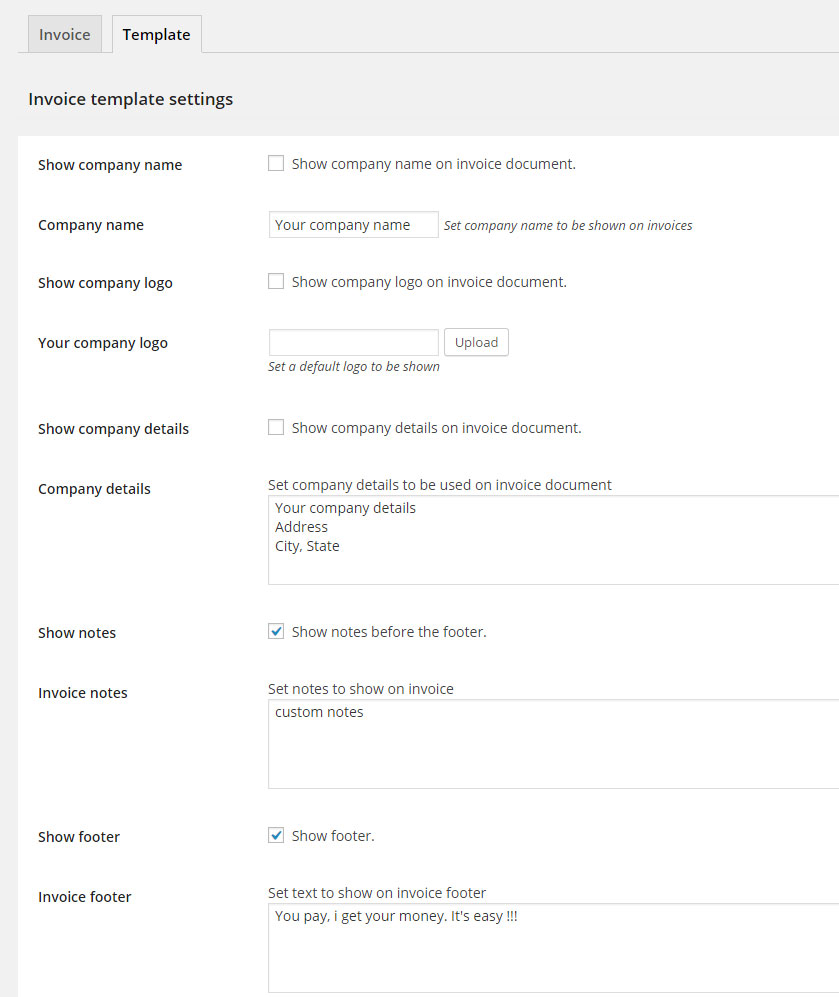 Invoice Template
Invoice template settings
Show company name Show company name on invoice document.
Company name Your company name Set company name to be shown on invoices
Show company logo Show company logo on invoice document.
Your company logo Upload
Set a default logo to be shown
Show company details Show company details on invoice document.
Company details Set company details to be used on invoice document
Your company details
Address
City, State
Show notes Show notes before the footer.
Invoice notes Set notes to show on invoice
custom notes
Show footer Show footer.
Invoice footer Set text to show on invoice footer
You pay, i get your money. It's easy !!!